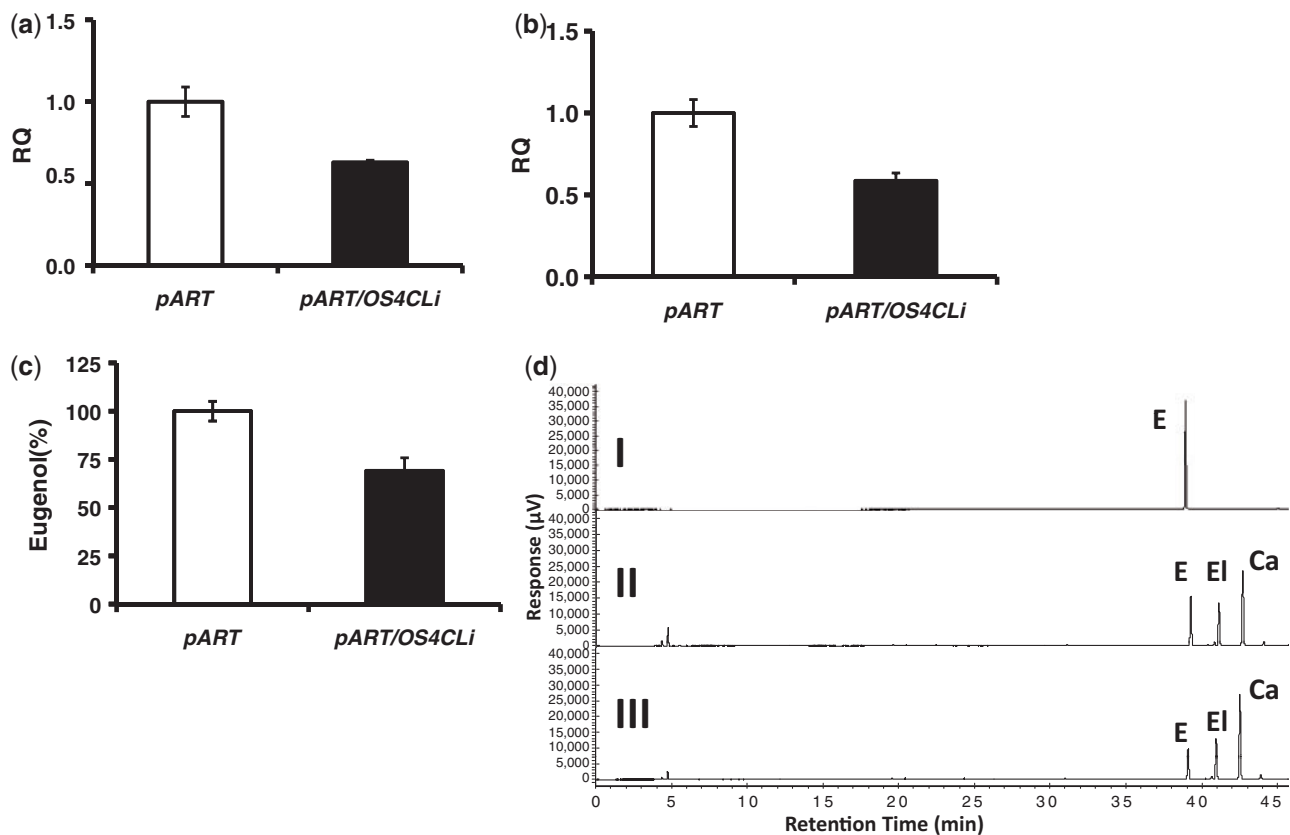 (a)
1.5
1.0
0.5
0.0
RQ
pART pART/OS4CLi
(b)
1.5
1.0
0.5
0.0
RQ
pART pART/OS4CLi
(c)
125
100
75
50
25
0
Eugenol(%)
pART pART/OS4CLi
(d)
Response (µV)
40,000
35,000
30,000
25,000
20,000
15,000
10,000
5,000
0
I
E
40,000
35,000
30,000
25,000
20,000
15,000
10,000
5,000
0
II
E El Ca
40,000
35,000
30,000
25,000
20,000
15,000
10,000
5,000
0
III
E El Ca
0 5 10 15 20 25 30 35 40 45
Retention Time (min)